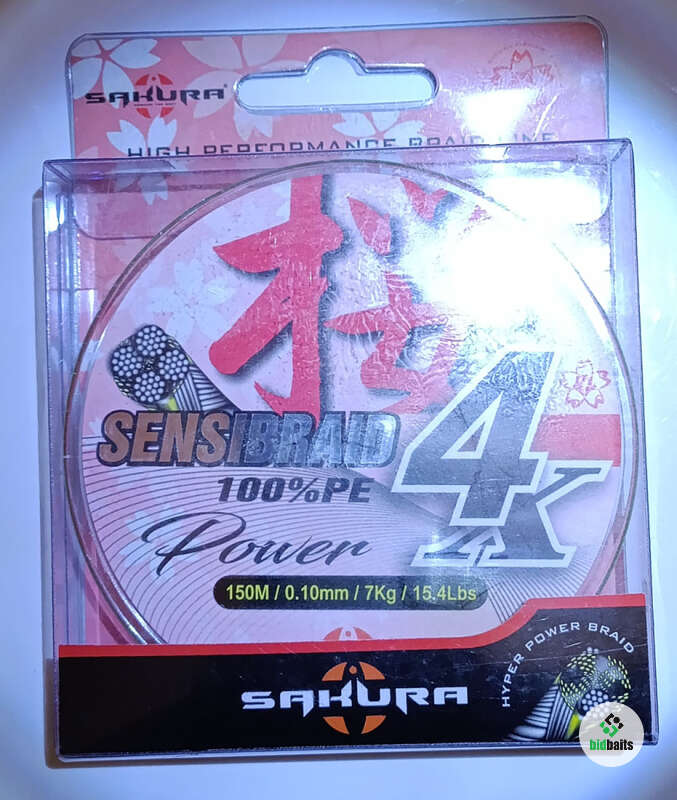 SAKURA
HIGH PERFORMANCE BRAID LINE
桜
SENSIBRAID
4X
100%PE
Power
150M / 0.10mm / 7Kg / 15.4Lbs
SAKURA
HYPER POWER BRAID
bidbaits